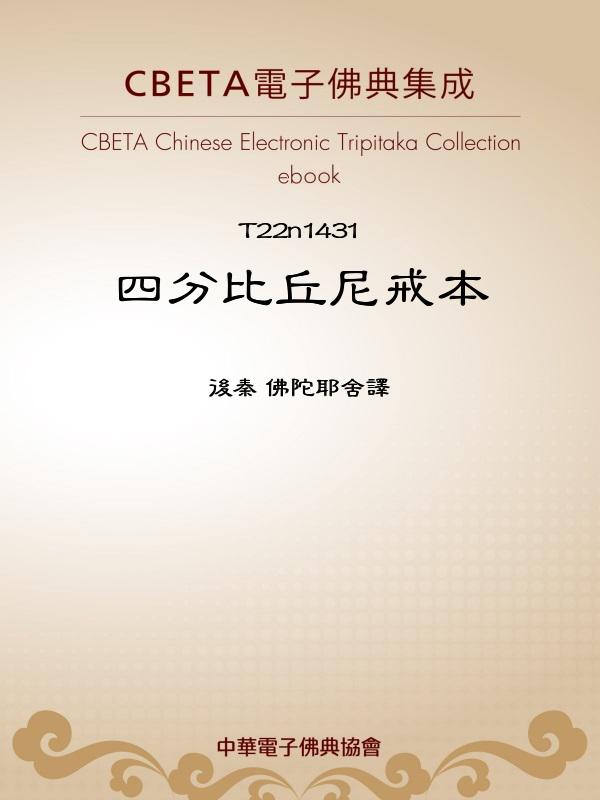 CBETA電子佛典集成
CBETA Chinese Electronic Tripitaka Collection
ebook
T22n1431
四分比丘尼戒本
後秦 佛陀耶舍譯
中華電子佛典協會